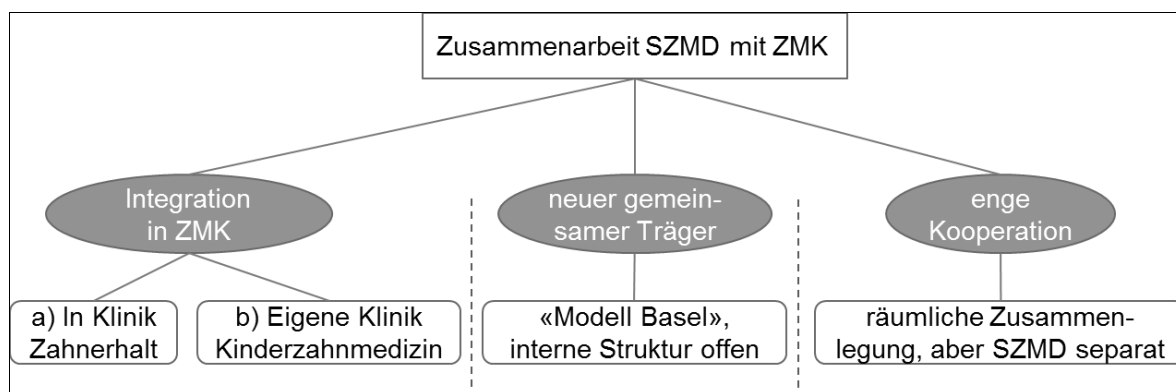 Zusammenarbeit SZMD mit ZMK
Integration
in ZMK
neuer gemein-
samer Träger
enge
Kooperation
a) In Klinik
Zahnerhalt
b) Eigene Klinik
Kinderzahnmedizin
«Modell Basel»,
interne Struktur offen
räumliche Zusammen-
legung, aber SZMD separat